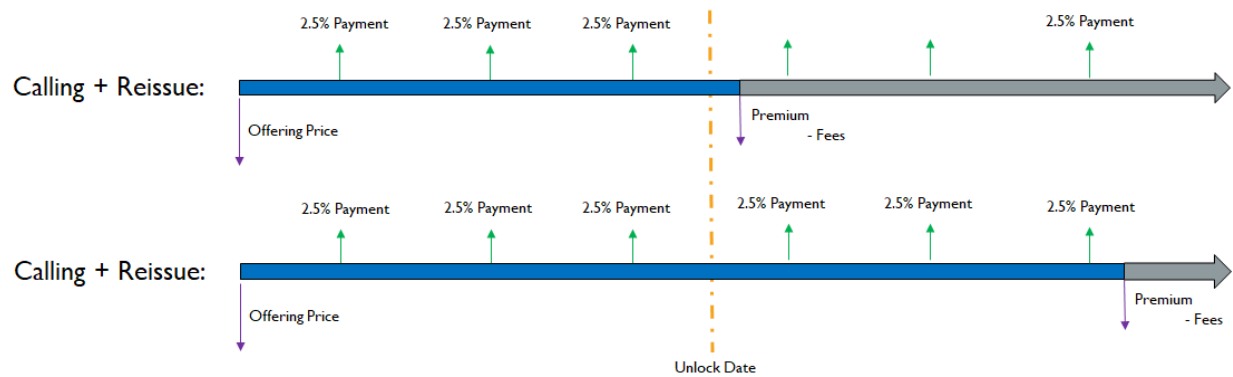 2.5% Payment 2.5% Payment 2.5% Payment 2.5% Payment
Calling + Reissue:
Offering Price
Premium
- Fees
2.5% Payment 2.5% Payment 2.5% Payment 2.5% Payment 2.5% Payment 2.5% Payment
Calling + Reissue:
Offering Price
Premium
- Fees
Unlock Date